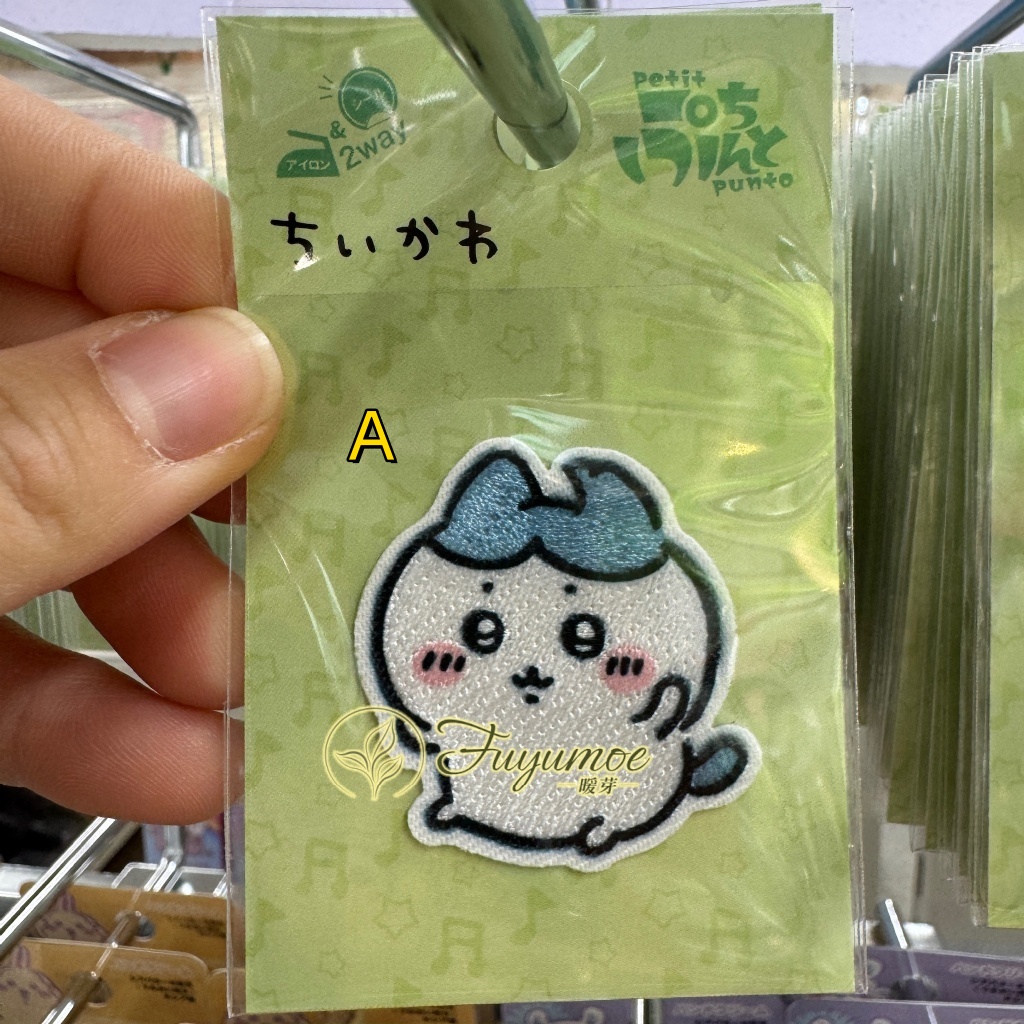 シール
&
アイロン
2way
petit
ぷち
ぷんと
punto
ちいかわ
A
Fuyumoe
暖芽